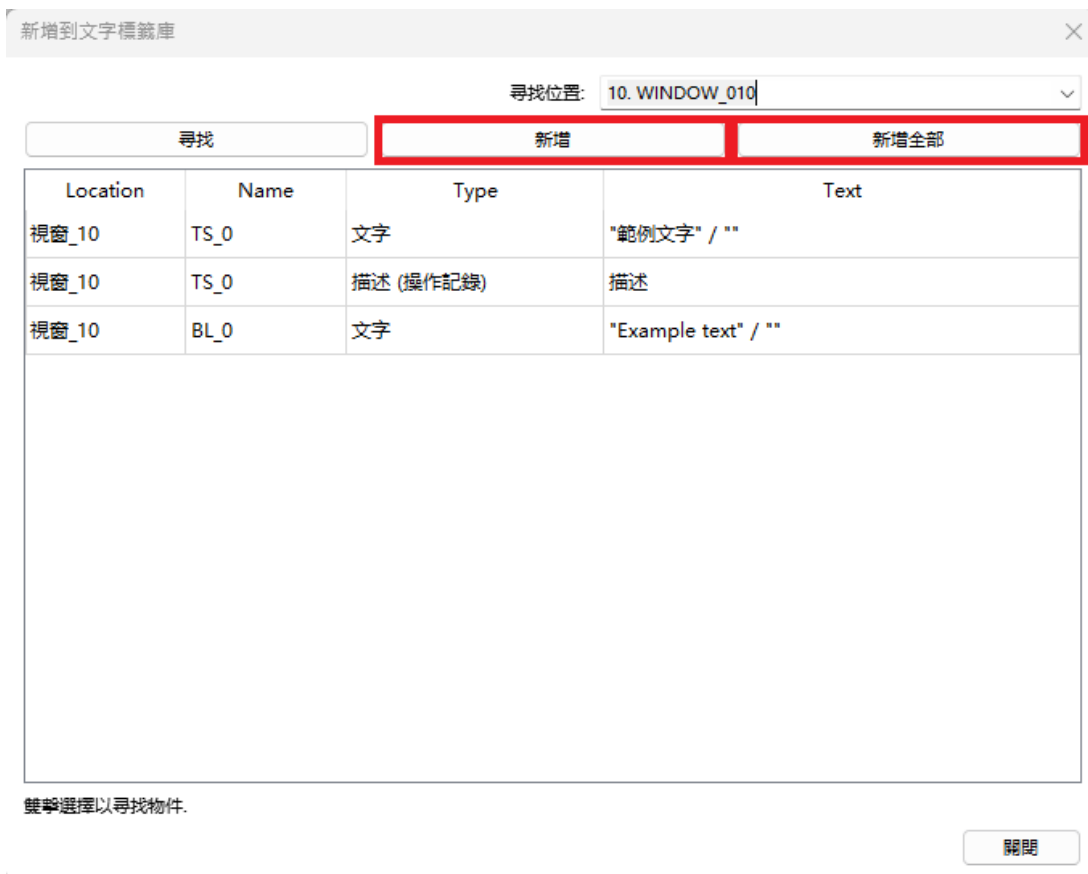 新增到文字標籤庫
尋找位置: 10. WINDOW_010
尋找 新增 新增全部
Location Name Type Text
視窗_10 TS_0 文字 "範例文字" / ""
視窗_10 TS_0 描述 (操作記錄) 描述
視窗_10 BL_0 文字 "Example text" / ""
雙擊選擇以尋找物件.
關閉